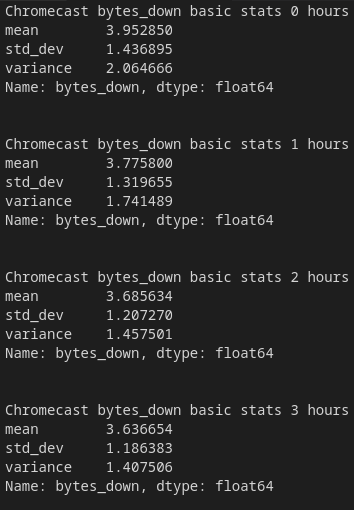 Chromecast bytes_down basic stats 0 hours
mean        3.952850
std_dev     1.436895
variance    2.064666
Name: bytes_down, dtype: float64
Chromecast bytes_down basic stats 1 hours
mean        3.775800
std_dev     1.319655
variance    1.741489
Name: bytes_down, dtype: float64
Chromecast bytes_down basic stats 2 hours
mean        3.685634
std_dev     1.207270
variance    1.457501
Name: bytes_down, dtype: float64
Chromecast bytes_down basic stats 3 hours
mean        3.636654
std_dev     1.186383
variance    1.407506
Name: bytes_down, dtype: float64